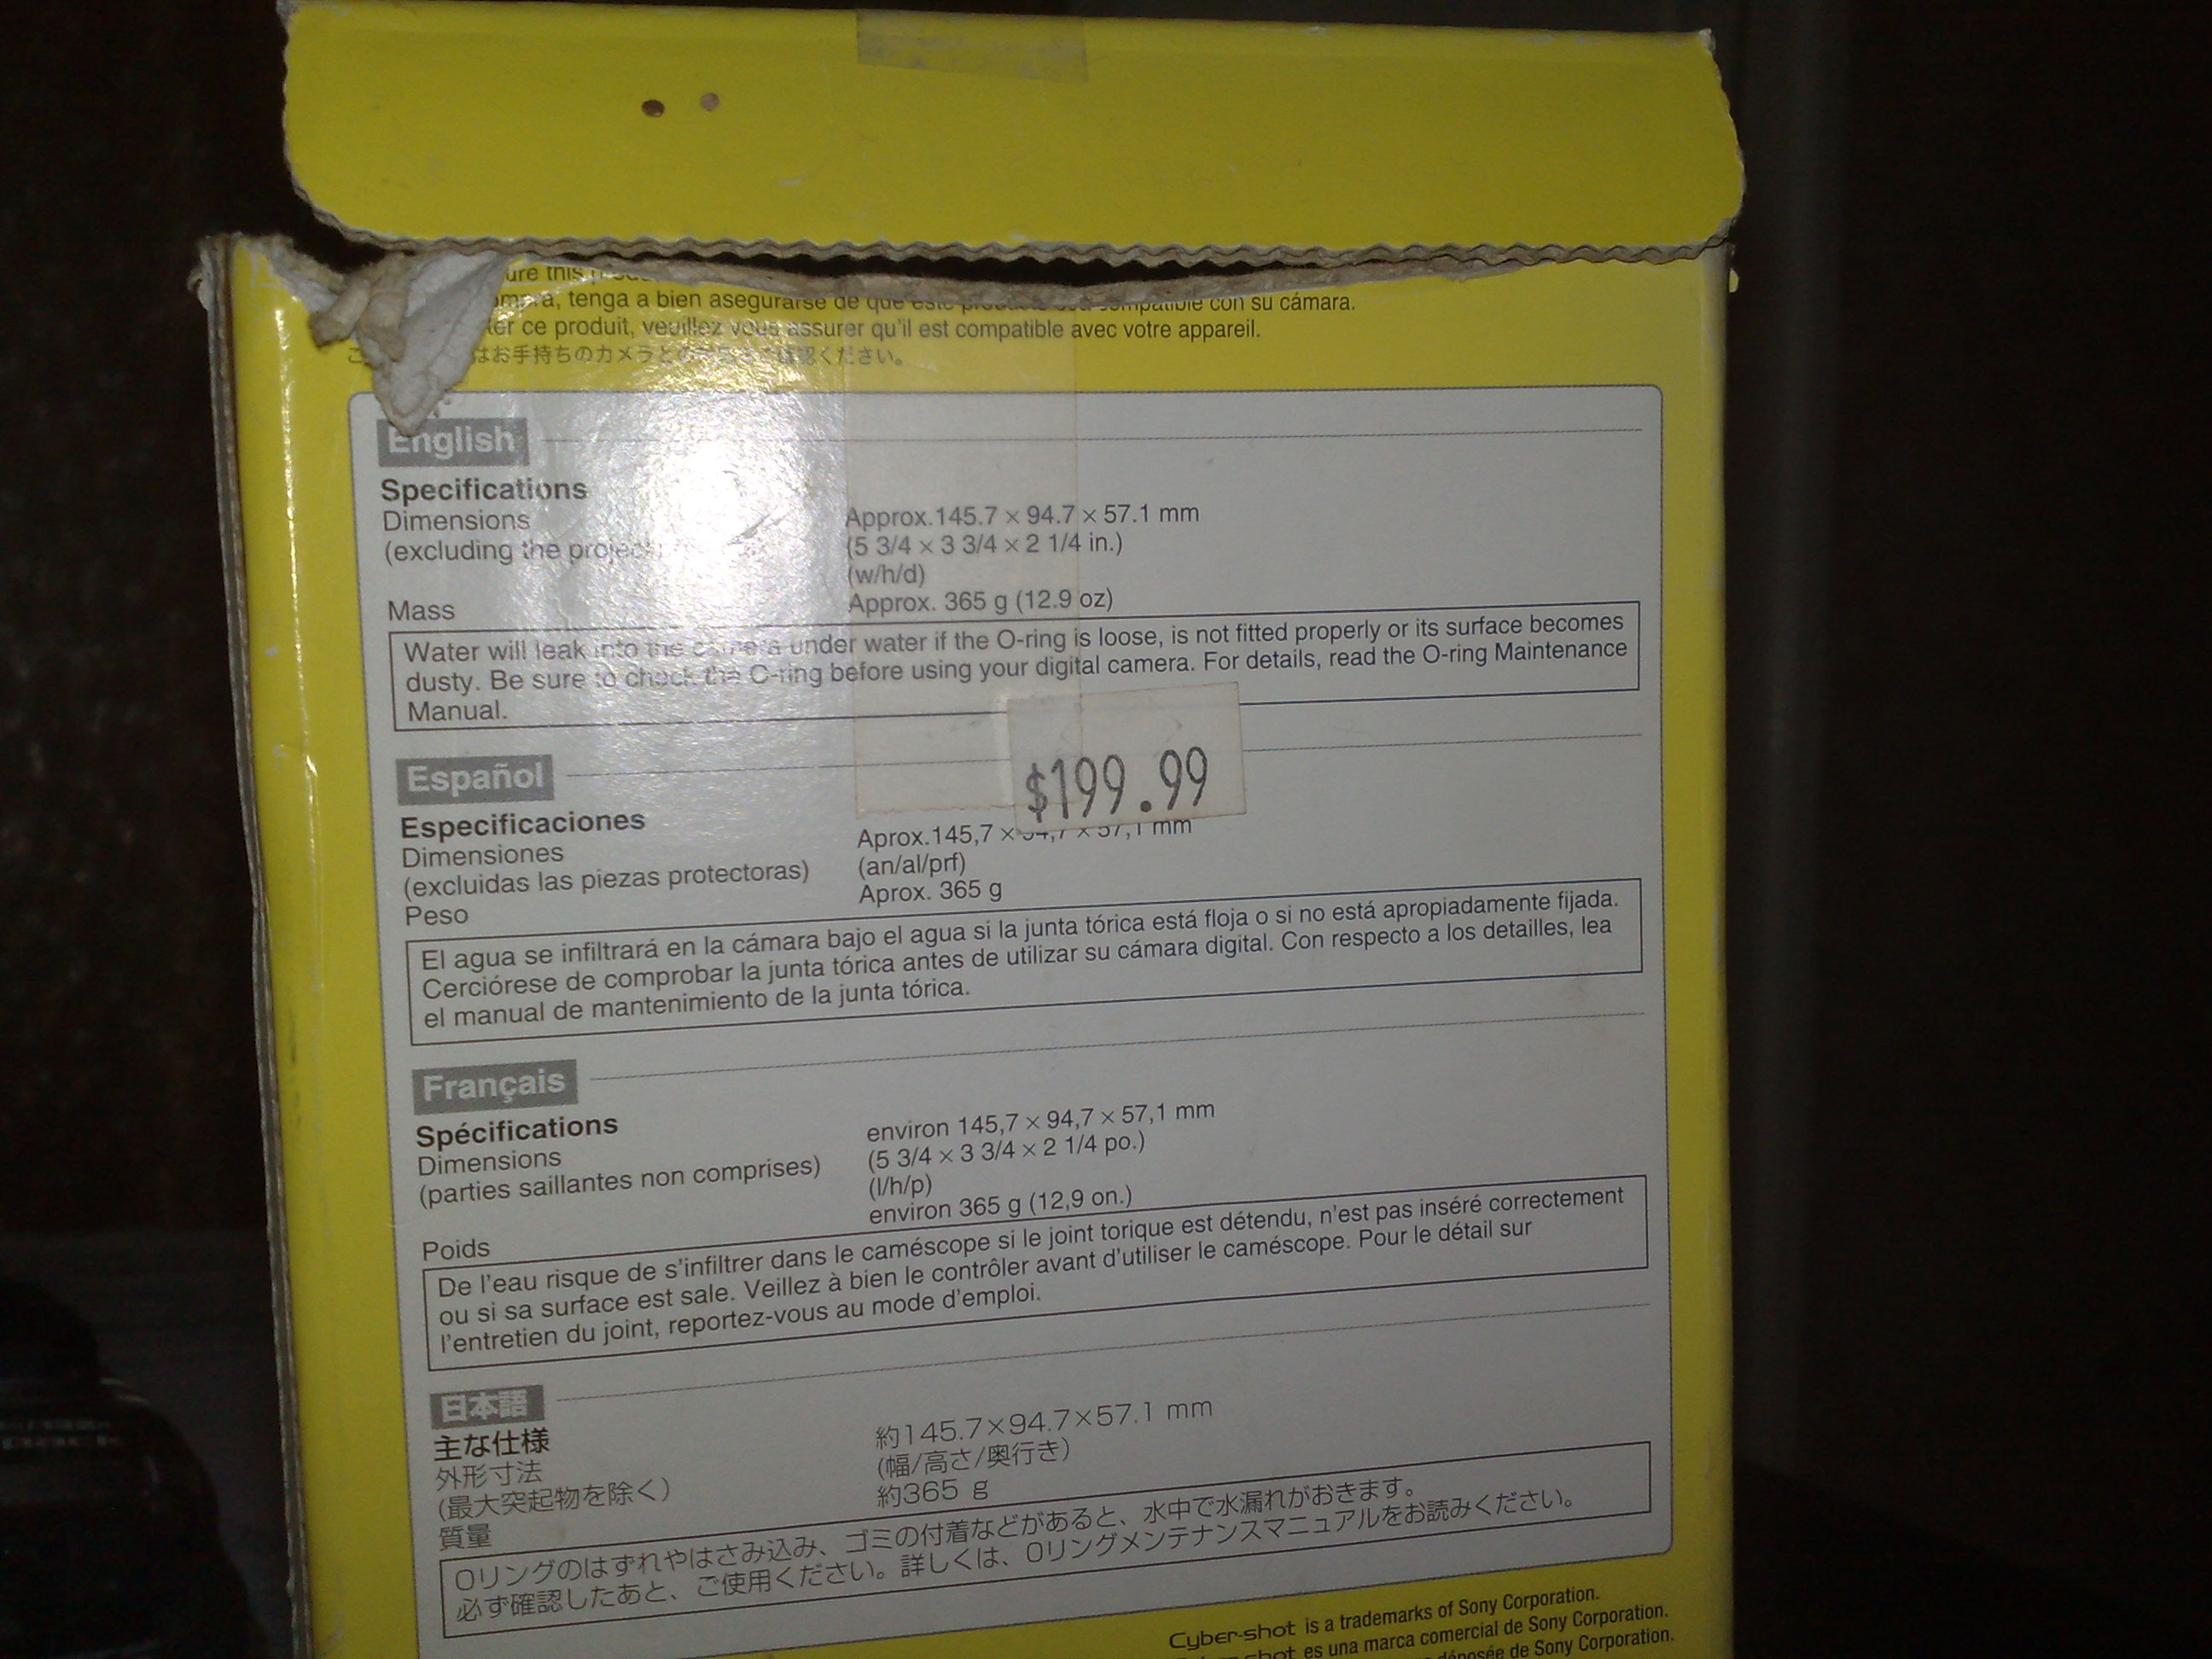 ure this
tenga a bien asegurarse de que este con su cámara.
ce produit, veuillez vous assurer qu'il est compatible avec votre appareil.
はお手持ちのカメラと ください。
English
Specifications
Dimensions Approx.145.7 × 94.7 × 57.1 mm
(excluding the (5 3/4 × 3 3/4 × 2 1/4 in.)
(w/h/d)
Mass Approx. 365 g (12.9 oz)
Water will leak into the camera under water if the O-ring is loose, is not fitted properly or its surface becomes
dusty. Be sure to check the O-ring before using your digital camera. For details, read the O-ring Maintenance
Manual.
$199.99
Español
Especificaciones
Dimensiones Aprox.145,7 × mm
(excluidas las piezas protectoras) (an/al/prf)
Peso Aprox. 365 g
El agua se infiltrará en la cámara bajo el agua si la junta tórica está floja o si no está apropiadamente fijada.
Cerciórese de comprobar la junta tórica antes de utilizar su cámara digital. Con respecto a los detailles, lea
el manual de mantenimiento de la junta tórica.
Français
Spécifications
Dimensions environ 145,7 × 94,7 × 57,1 mm
(parties saillantes non comprises) (5 3/4 × 3 3/4 × 2 1/4 po.)
(l/h/p)
Poids environ 365 g (12,9 on.)
De l'eau risque de s'infiltrer dans le caméscope si le joint torique est détendu, n'est pas inséré correctement
ou si sa surface est sale. Veillez à bien le contrôler avant d'utiliser le caméscope. Pour le détail sur
l'entretien du joint, reportez-vous au mode d'emploi.
日本語
主な仕様
外形寸法 約145.7×94.7×57.1 mm
(最大突起物を除く) (幅/高さ/奥行き)
質量 約365 g
Oリングのはずれやはさみ込み、ゴミの付着などがあると、水中で水漏れがおきます。
必ず確認したあと、ご使用ください。詳しくは、Oリングメンテナンスマニュアルをお読みください。
Cyber-shot is a trademarks of Sony Corporation.
shot es una marca comercial de Sony Corporation.
déposée de Sony Corporation.